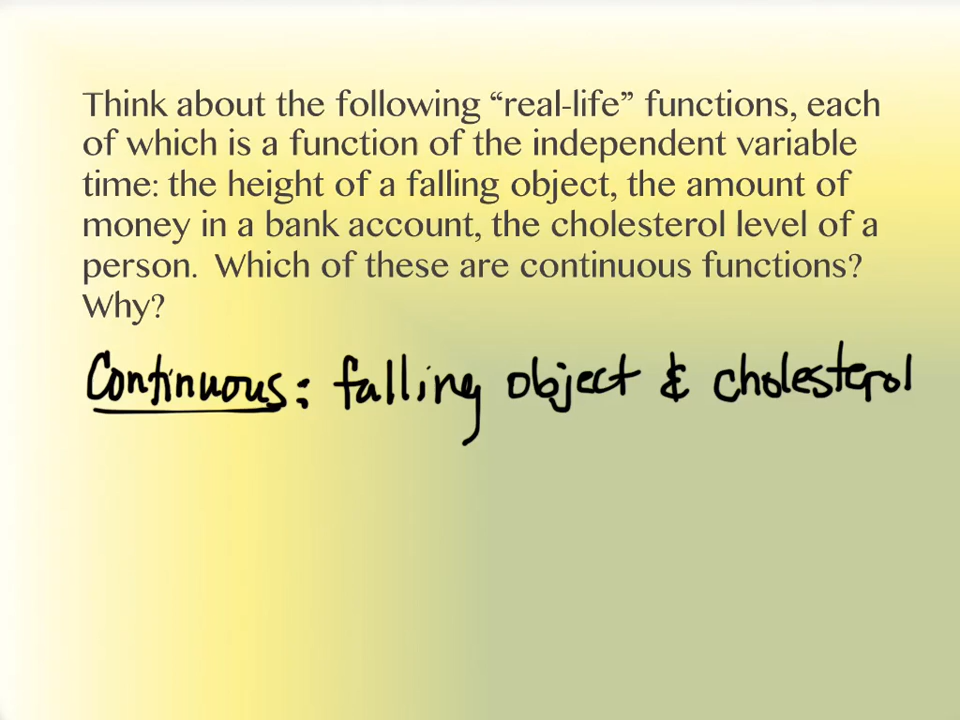 Think about the following “real-life” functions, each
of which is a function of the independent variable
time: the height of a falling object, the amount of
money in a bank account, the cholesterol level of a
person.  Which of these are continuous functions?
Why?
Continuous: falling object & cholesterol